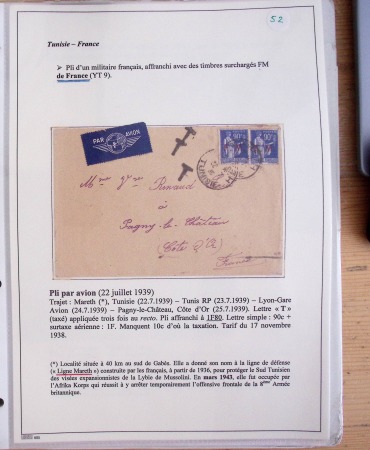 52
Tunisie – France
➤ Pli d'un militaire français, affranchi avec des timbres surchargés FM
de France (YT 9).
PAR AVION
90c 90c
T T
Renaud
à
Pagny-le-Château
(Côte d'Or)
France
Pli par avion (22 juillet 1939)
Trajet : Mareth (*), Tunisie (22.7.1939) – Tunis RP (23.7.1939) – Lyon-Gare
Avion (24.7.1939) – Pagny-le-Château, Côte d'Or (25.7.1939). Lettre « T »
(taxé) appliquée trois fois au recto. Pli affranchi à 1F80. Lettre simple : 90c +
surtaxe aérienne : 1F. Manquent 10c d'où la taxation. Tarif du 17 novembre
1938.
(*) Localité située à 40 km au sud de Gabès. Elle a donné son nom à la ligne de défense
(« Ligne Mareth ») construite par les français, à partir de 1936, pour protéger le Sud Tunisien
des visées expansionnistes de la Lybie de Mussolini. En mars 1943, elle fut occupée par
l'Afrika Korps qui réussit à y arrêter temporairement l'offensive frontale de la 8ème Armée
britannique.